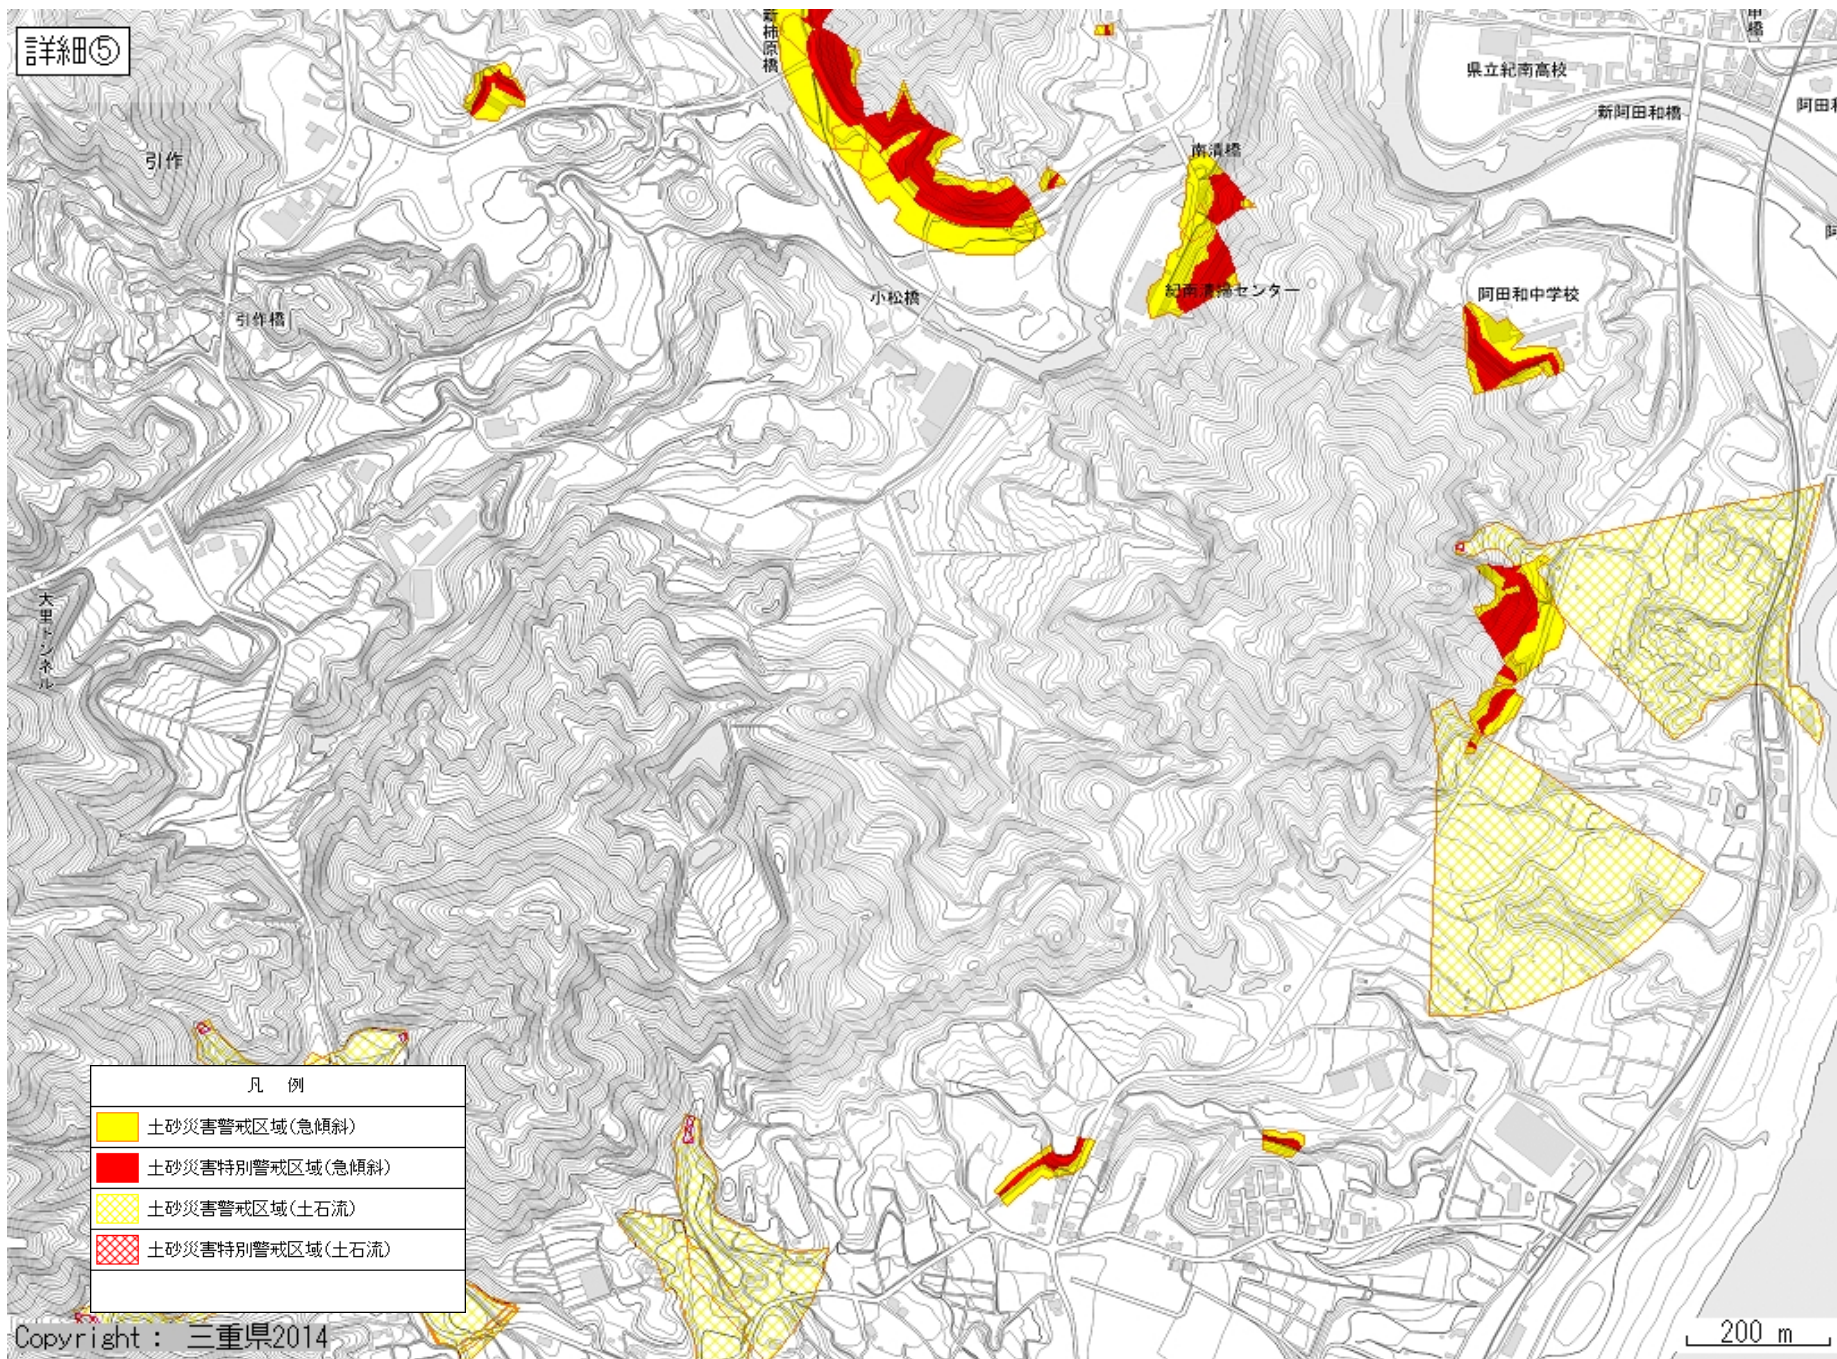 詳細⑤
新柿原橋
県立紀南高校
新阿田和橋
引作
南清橋
紀南清掃センター
阿田和中学校
小松橋
引作橋
大里トンネル
凡 例
土砂災害警戒区域(急傾斜)
土砂災害特別警戒区域(急傾斜)
土砂災害警戒区域(土石流)
土砂災害特別警戒区域(土石流)
Copyright : 三重県2014
200 m